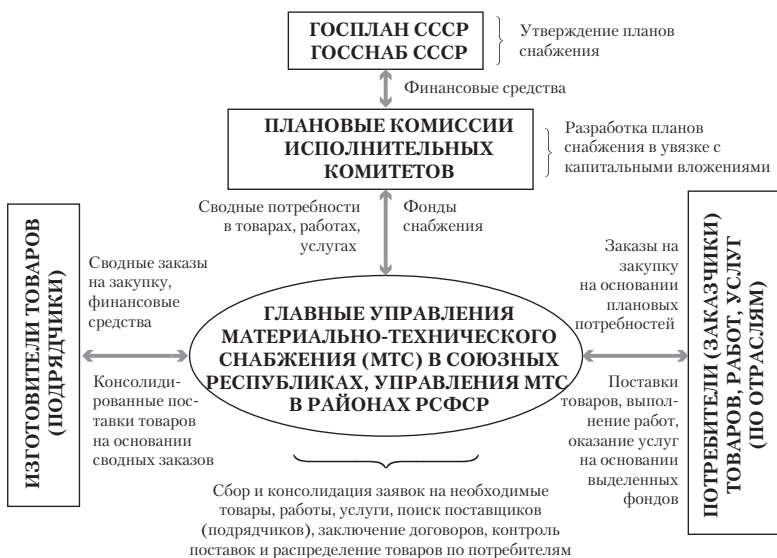 ГОСПЛАН СССР
ГОССНАБ СССР
Утверждение планов
снабжения
Финансовые средства
ПЛАНОВЫЕ КОМИССИИ
ИСПОЛНИТЕЛЬНЫХ
КОМИТЕТОВ
Разработка планов
снабжения в увязке с
капитальными вложениями
Сводные потребности
в товарах, работах,
услугах
Фонды
снабжения
ИЗГОТОВИТЕЛИ ТОВАРОВ
(ПОДРЯДЧИКИ)
Сводные заказы
на закупку,
финансовые
средства
Консолиди-
рованные пос-
тавки товаров
на основании
сводных заказов
ГЛАВНЫЕ УПРАВЛЕНИЯ
МАТЕРИАЛЬНО-ТЕХНИЧЕСКОГО
СНАБЖЕНИЯ (МТС) В СОЮЗНЫХ
РЕСПУБЛИКАХ, УПРАВЛЕНИЯ МТС
В РАЙОНАХ РСФСР
Заказы на
закупку
на основании
плановых
потребностей
Поставки
товаров, выпол-
нение работ,
оказание услуг
на основании
выделенных
фондов
ПОТРЕБИТЕЛИ (ЗАКАЗЧИКИ)
ТОВАРОВ, РАБОТ, УСЛУГ
(ПО ОТРАСЛЯМ)
Сбор и консолидация заявок на необходимые
товары, работы, услуги, поиск поставщиков
(подрядчиков), заключение договоров, контроль
поставок и распределение товаров по потребителям